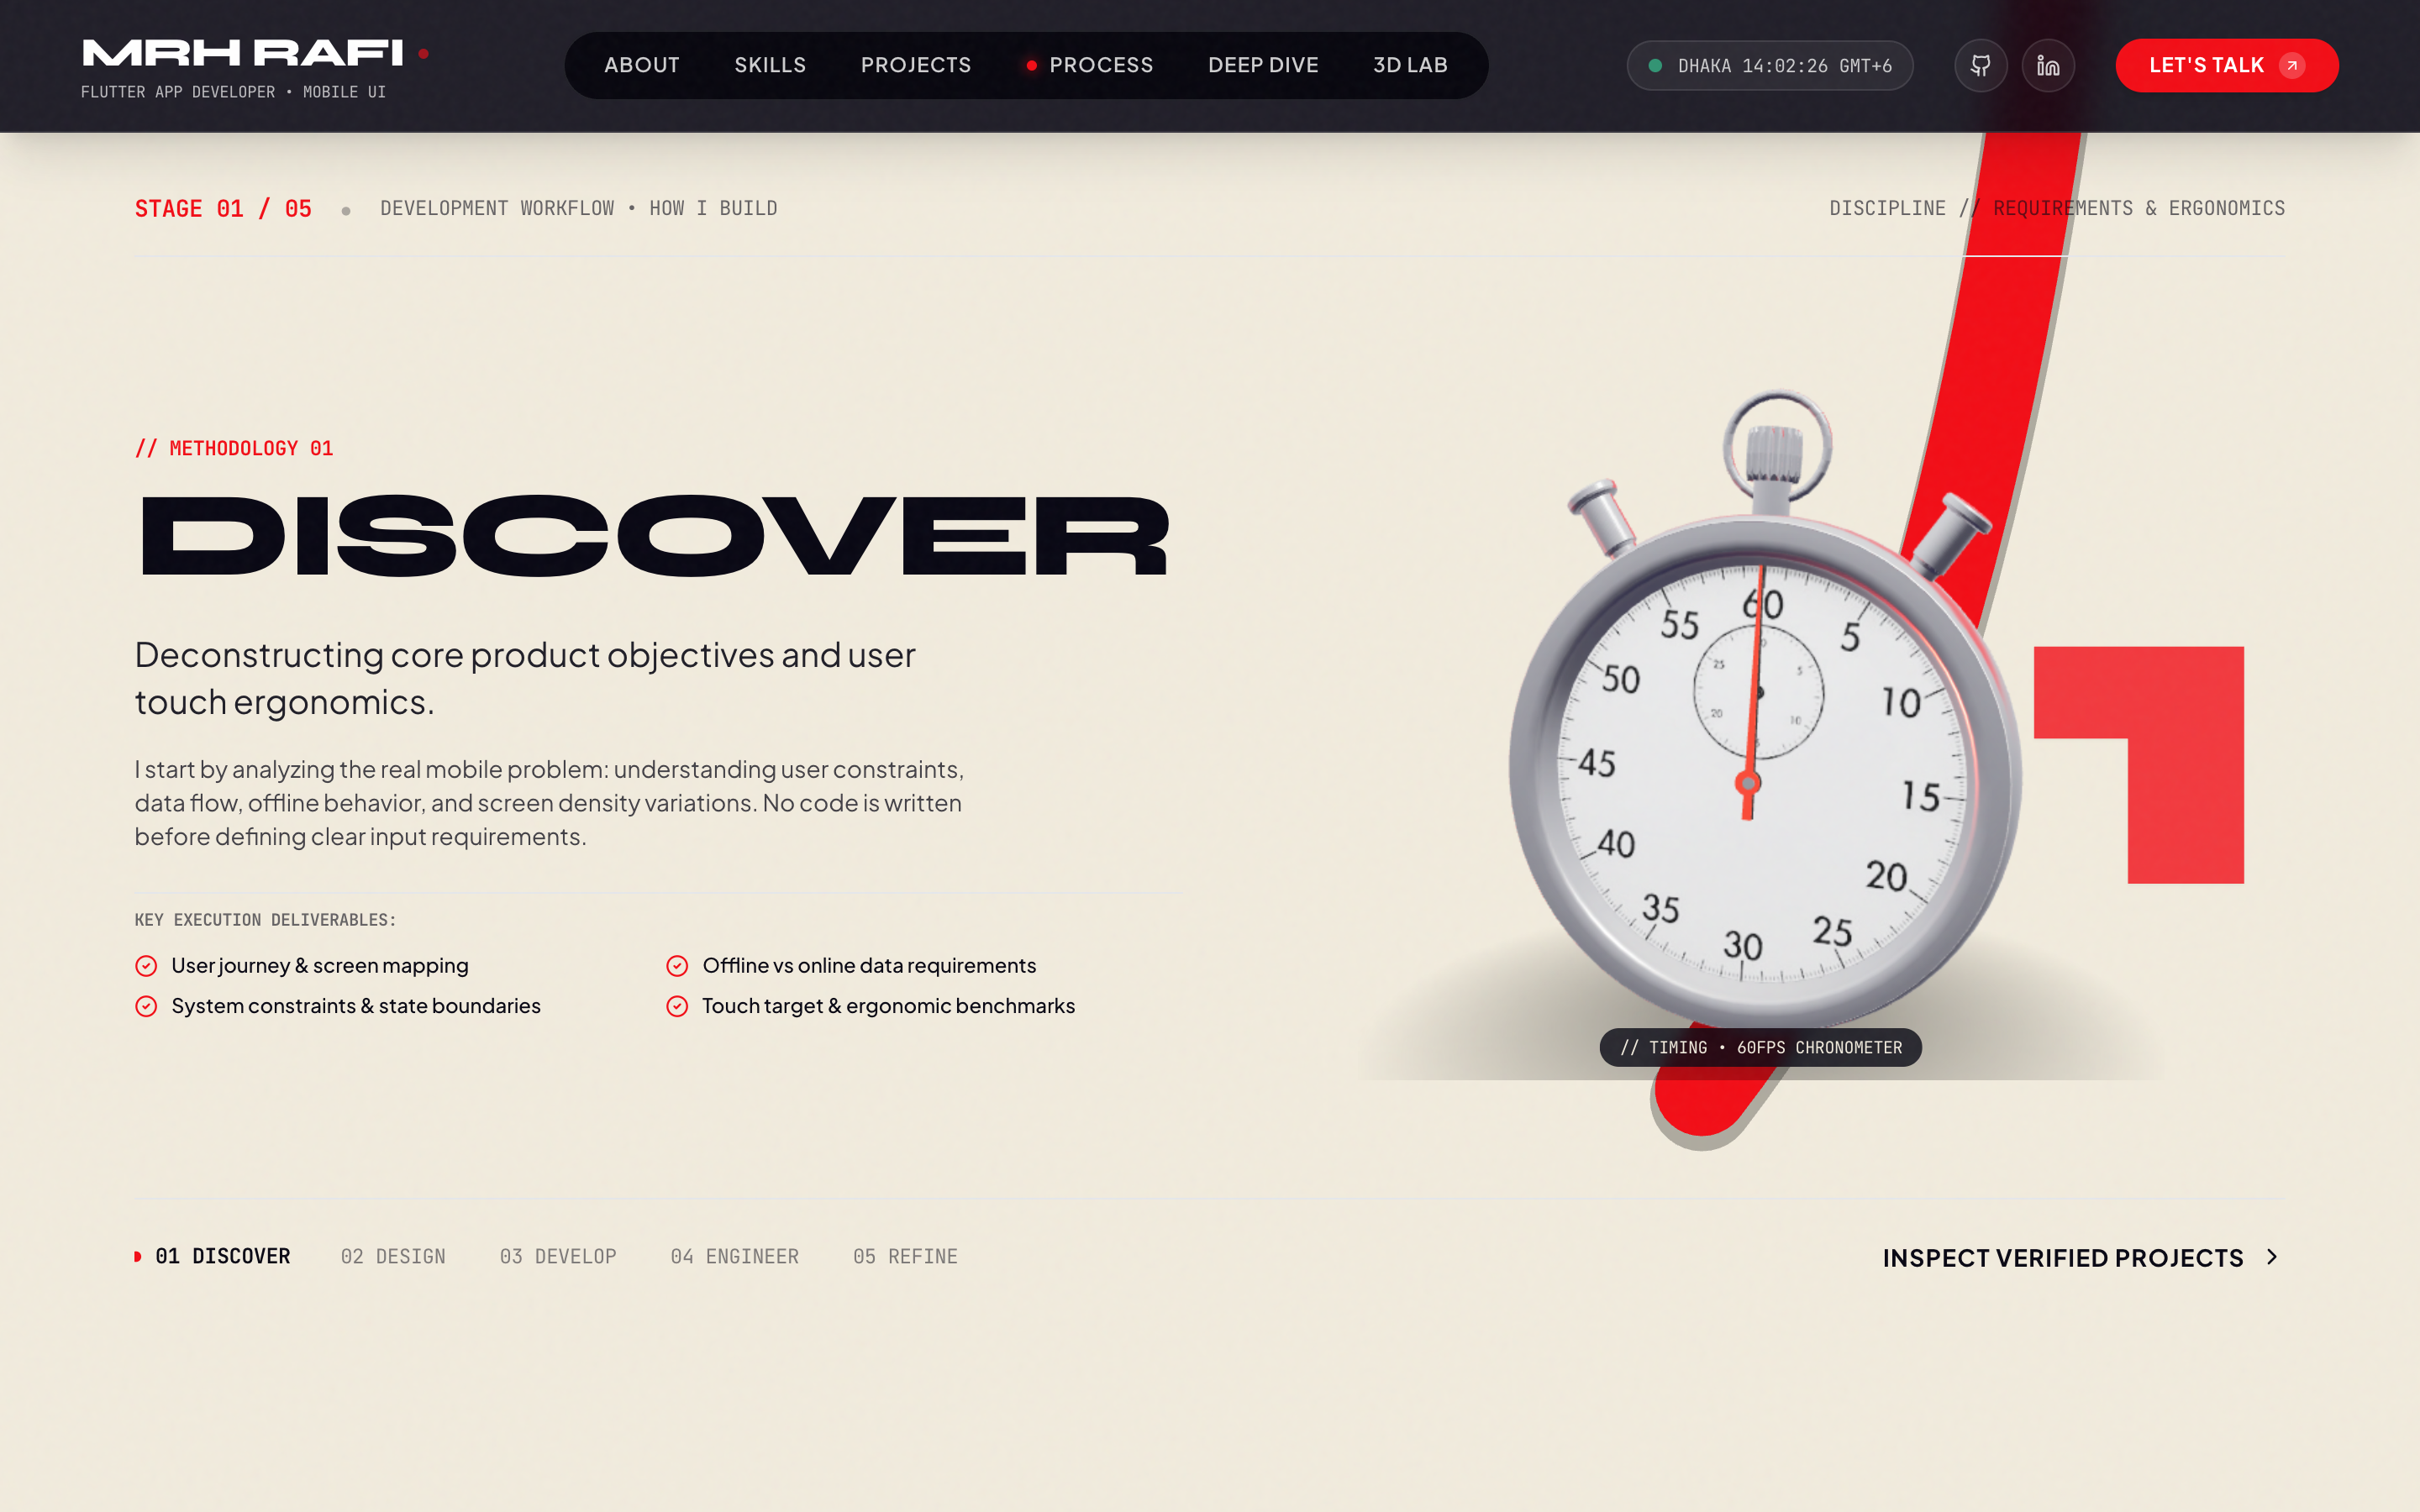 MRH RAFI
FLUTTER APP DEVELOPER • MOBILE UI
ABOUT
SKILLS
PROJECTS
PROCESS
DEEP DIVE
3D LAB
DHAKA 14:02:26 GMT+6
LET'S TALK
STAGE 01 / 05
DEVELOPMENT WORKFLOW • HOW I BUILD
DISCIPLINE // REQUIREMENTS & ERGONOMICS
// METHODOLOGY 01
DISCOVER
Deconstructing core product objectives and user
touch ergonomics.
I start by analyzing the real mobile problem: understanding user constraints,
data flow, offline behavior, and screen density variations. No code is written
before defining clear input requirements.
KEY EXECUTION DELIVERABLES:
User journey & screen mapping
Offline vs online data requirements
System constraints & state boundaries
Touch target & ergonomic benchmarks
60
5
10
15
20
25
30
35
40
45
50
55
0
5
10
20
25
1
// TIMING • 60FPS CHRONOMETER
01 DISCOVER
02 DESIGN
03 DEVELOP
04 ENGINEER
05 REFINE
INSPECT VERIFIED PROJECTS